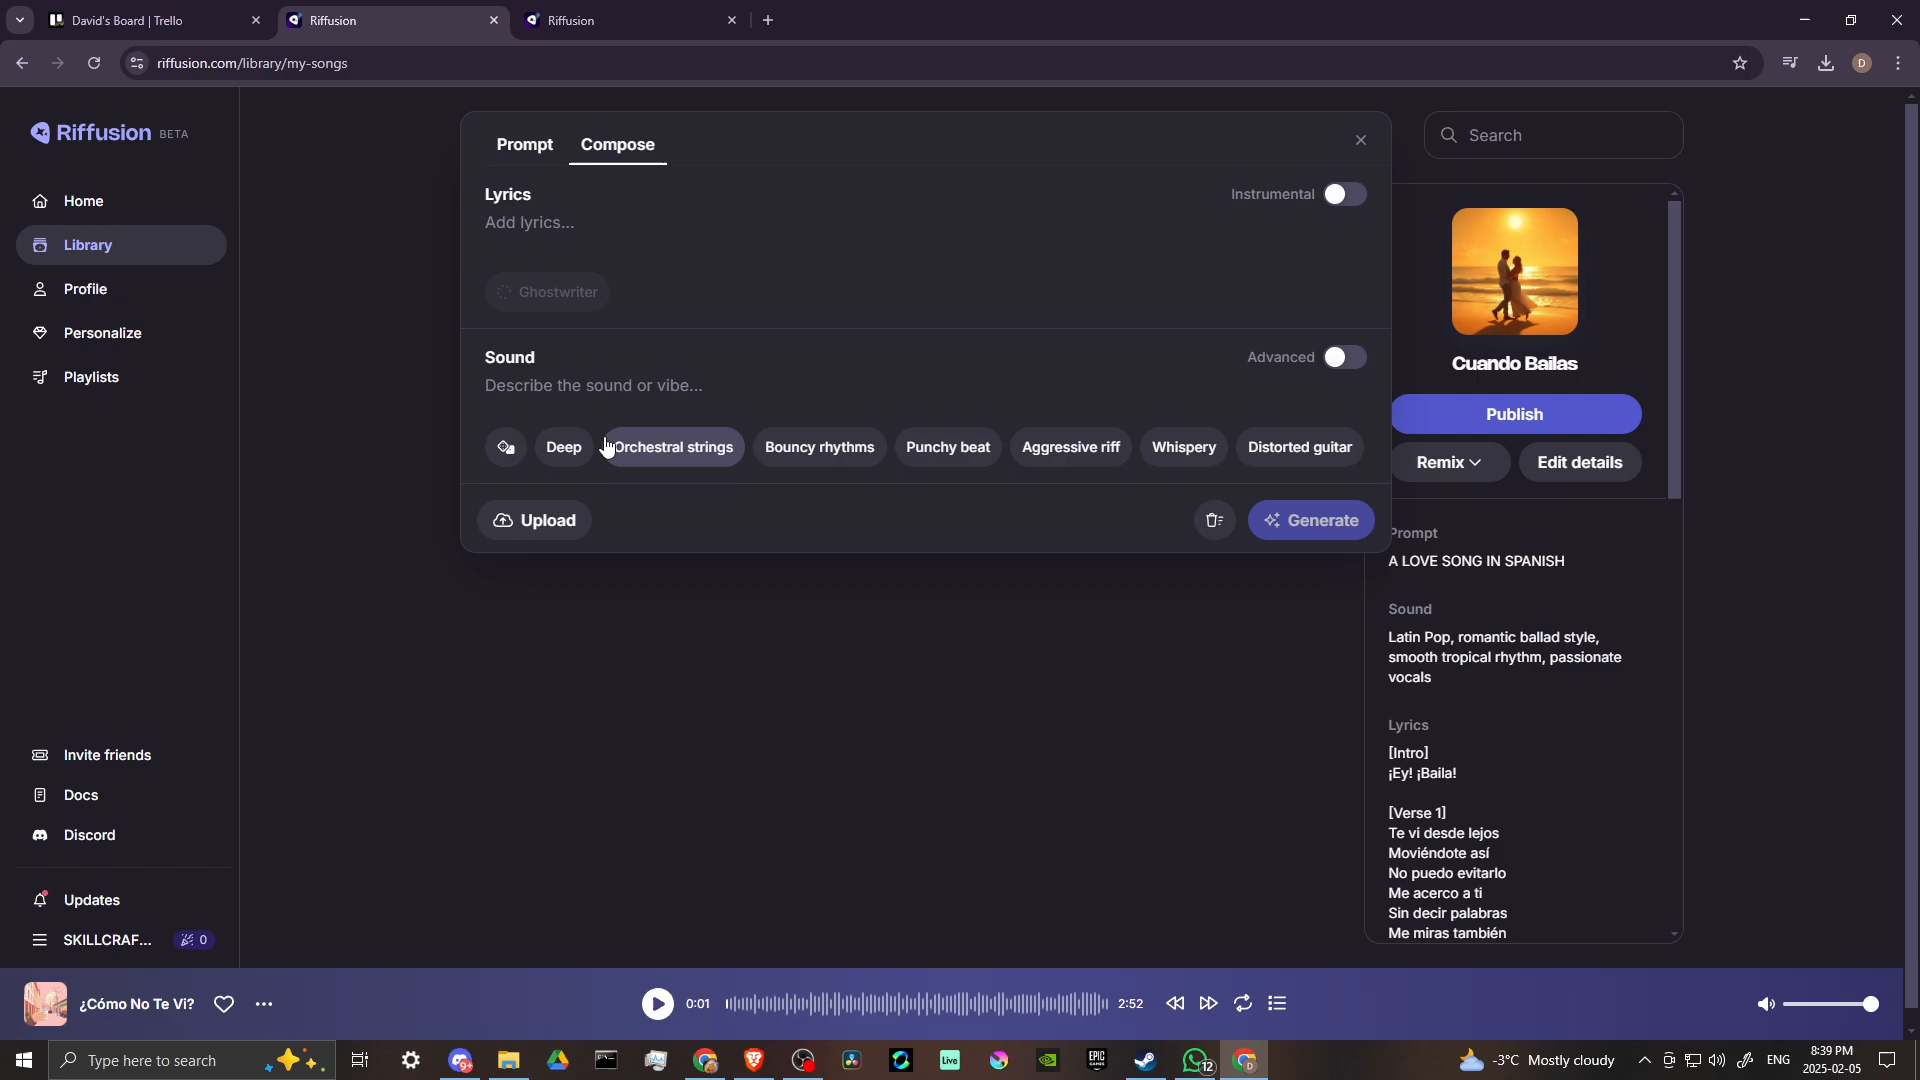 David's Board | Trello
Riffusion
Riffusion
riffusion.com/library/my-songs
D
Riffusion BETA
Home
Library
Profile
Personalize
Playlists
Invite friends
Docs
Discord
Updates
SKILLCRAF...
0
Prompt
Compose
Lyrics
Instrumental
Add lyrics...
Ghostwriter
Sound
Advanced
Describe the sound or vibe...
Deep
Orchestral strings
Bouncy rhythms
Punchy beat
Aggressive riff
Whispery
Distorted guitar
Upload
Generate
Search
Cuando Bailas
Publish
Remix
Edit details
Prompt
A LOVE SONG IN SPANISH
Sound
Latin Pop, romantic ballad style,
smooth tropical rhythm, passionate
vocals
Lyrics
[Intro]
¡Ey! ¡Baila!
[Verse 1]
Te vi desde lejos
Moviéndote así
No puedo evitarlo
Me acerco a ti
Sin decir palabras
Me miras también
¿Cómo No Te Vi?
0:01
2:52
Type here to search
9+
Live
EPIC
GAMES
12
D
-3°C Mostly cloudy
ENG
8:39 PM
2025-02-05